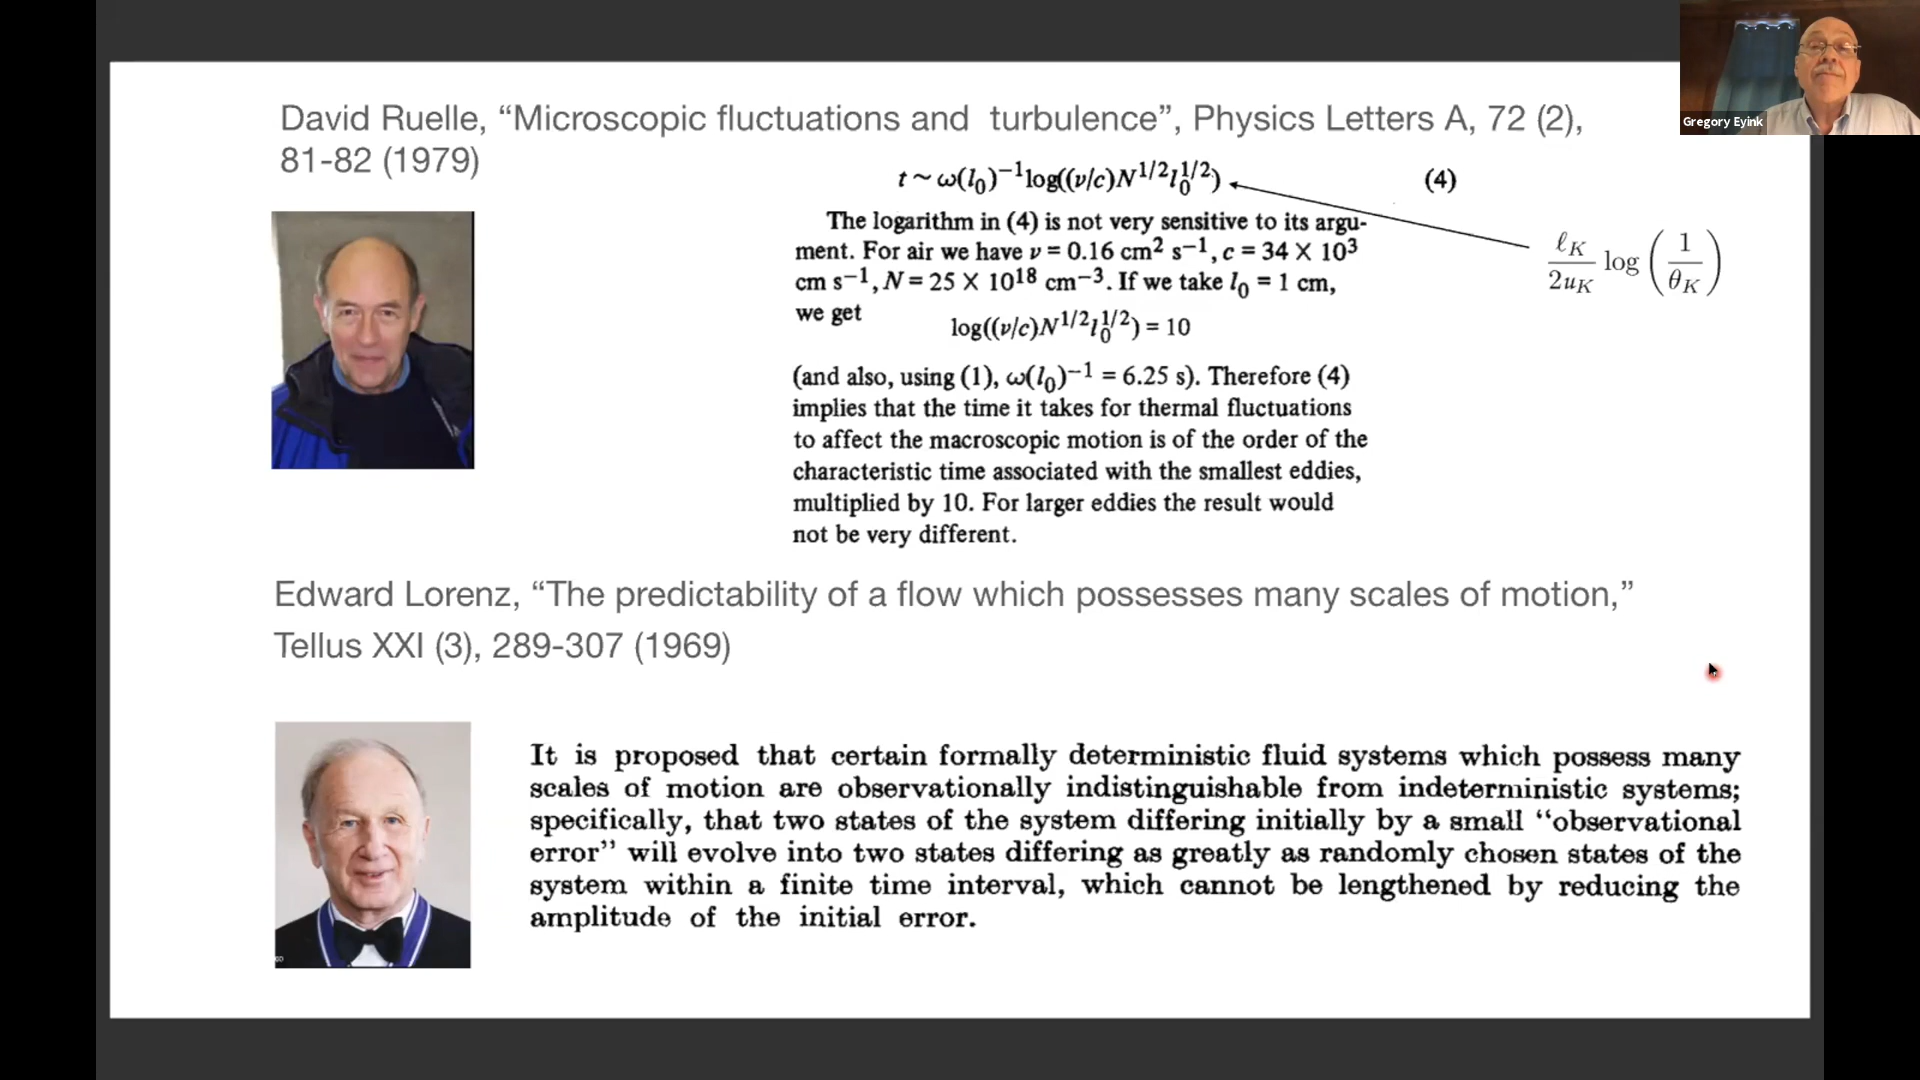 Gregory Eyink
David Ruelle, “Microscopic fluctuations and turbulence”, Physics Letters A, 72 (2),
81-82 (1979)
t ~ ω(l₀)⁻¹log((ν/c)N^{1/2}l₀^{1/2}) (4)
The logarithm in (4) is not very sensitive to its argu-
ment. For air we have ν = 0.16 cm² s⁻¹, c = 34 × 10³
cm s⁻¹, N = 25 × 10¹⁸ cm⁻³. If we take l₀ = 1 cm,
we get
log((ν/c)N^{1/2}l₀^{1/2}) = 10
(and also, using (1), ω(l₀)⁻¹ = 6.25 s). Therefore (4)
implies that the time it takes for thermal fluctuations
to affect the macroscopic motion is of the order of the
characteristic time associated with the smallest eddies,
multiplied by 10. For larger eddies the result would
not be very different.
ℓ_K/2u_K log (1/θ_K)
Edward Lorenz, “The predictability of a flow which possesses many scales of motion,”
Tellus XXI (3), 289-307 (1969)
It is proposed that certain formally deterministic fluid systems which possess many
scales of motion are observationally indistinguishable from indeterministic systems;
specifically, that two states of the system differing initially by a small “observational
error” will evolve into two states differing as greatly as randomly chosen states of the
system within a finite time interval, which cannot be lengthened by reducing the
amplitude of the initial error.